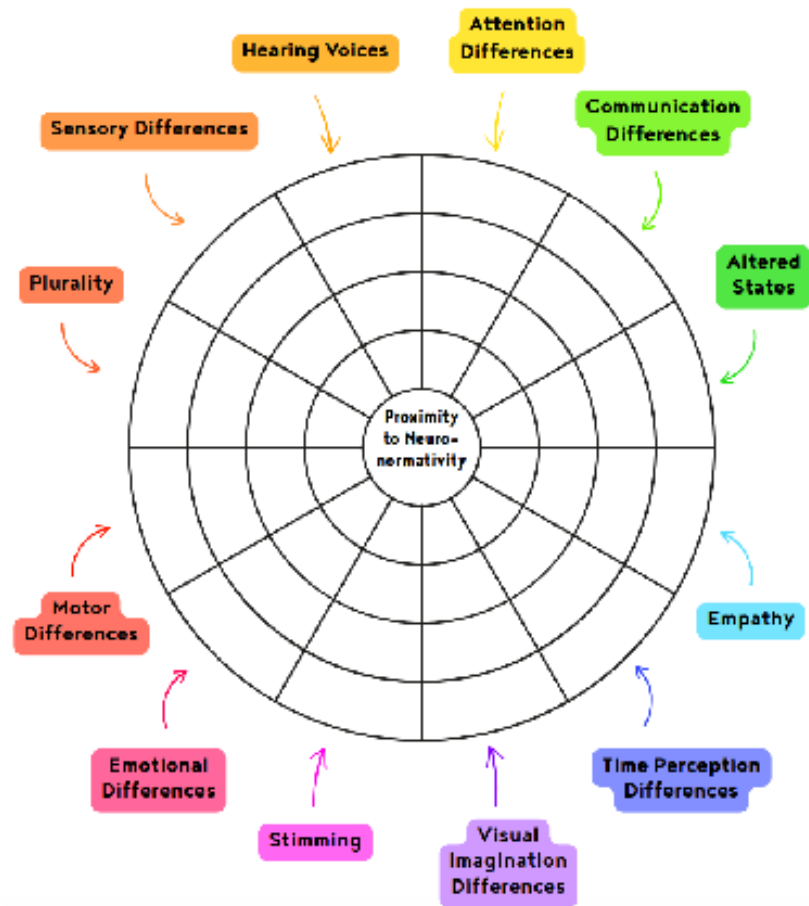 Attention
Differences
Hearing Voices
Communication
Differences
Sensory Differences
Altered
States
Plurality
Proximity
to Neuro-
normativity
Motor
Differences
Empathy
Emotional
Differences
Time Perception
Differences
Stimming
Visual
Imagination
Differences